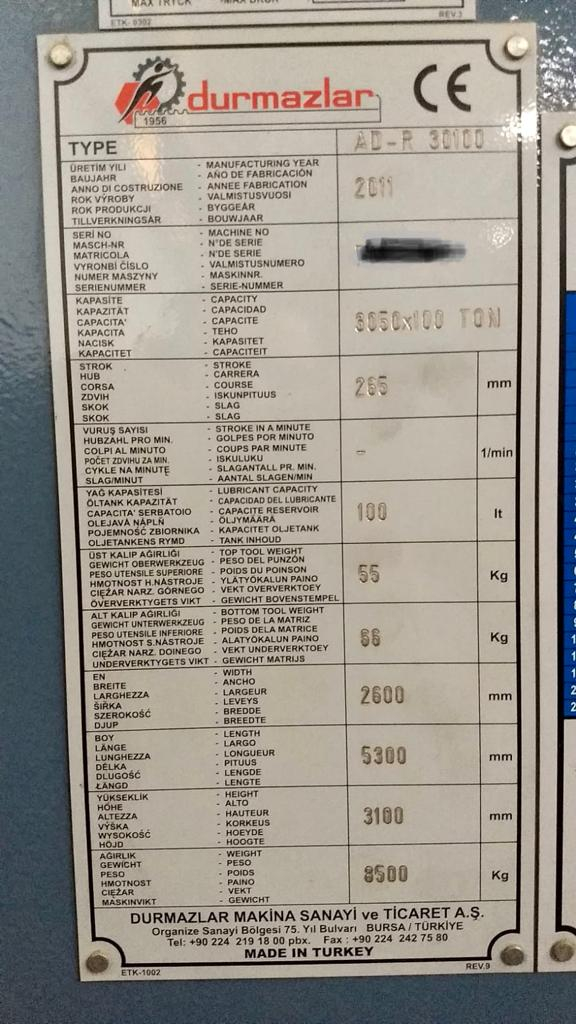 MAX TRYCK
ETK- 0302 REV.3
1956
durmazlar CE
TYPE AD-R 30100
ÜRETİM YILI - MANUFACTURING YEAR
BAUJAHR - AÑO DE FABRICACIÓN
ANNO DI COSTRUZIONE - ANNEE FABRICATION 2011
ROK VÝROBY - VALMISTUSVUOSI
ROK PRODUKCJI - BYGGEÅR
TILLVERKNINGSÅR - BOUWJAAR
SERİ NO - MACHINE NO
MASCH-NR - N°DE SERIE
MATRICOLA - N°DE SERIE
VYRONBİ ČÍSLO - VALMISTUSNUMERO
NUMER MASZYNY - MASKINNR.
SERIENUMMER - SERIE-NUMMER
KAPASİTE - CAPACITY
KAPAZITÄT - CAPACIDAD
CAPACITA' - CAPACITE 3050x100 TON
KAPACITA - TEHO
NACISK - KAPASITET
KAPACITET - CAPACITEIT
STROK - STROKE
HUB - CARRERA
CORSA - COURSE 265 mm
ZDVIH - ISKUNPITUUS
SKOK - SLAG
SKOK - SLAG
VURUŞ SAYISI - STROKE IN A MINUTE
HUBZAHL PRO MIN. - GOLPES POR MINUTO
COLPI AL MINUTO - COUPS PAR MINUTE - 1/min
POČET ZDVIHU ZA MIN. - ISKULUKU
CYKLE NA MINUTĘ - SLAGANTALL PR. MIN.
SLAG/MINUT - AANTAL SLAGEN/MIN
YAĞ KAPASİTESİ - LUBRICANT CAPACITY
ÖLTANK KAPAZITÄT - CAPACIDAD DEL LUBRICANTE
CAPACITA' SERBATOIO - CAPACITE RESERVOIR 100 lt
OLEJAVÁ NÁPLŇ - ÖLJYMÄÄRÄ
POJEMNOŚĆ ZBIORNIKA - KAPACITET OLJETANK
OLJETANKENS RYMD - TANK INHOUD
ÜST KALIP AĞIRLIĞI - TOP TOOL WEIGHT
GEWICHT OBERWERKZEUG - PESO DEL PUNZÓN
PESO UTENSILE SUPERIORE - POIDS DU POINSON 55 Kg
HMOTNOST H.NÁSTROJE - YLÄTYÖKALUN PAINO
CIĘŻAR NARZ. GÓRNEGO - VEKT OVERVERKTOEY
ÖVERVERKTYGETS VIKT - GEWICHT BOVENSTEMPEL
ALT KALIP AĞIRLIĞI - BOTTOM TOOL WEIGHT
GEWICHT UNTERWERKZEUG - PESO DE LA MATRIZ
PESO UTENSILE INFERIORE - POIDS DELA MATRICE 66 Kg
HMOTNOST S.NÁSTROJE - ALATYÖKALUN PAINO
CIĘŻAR NARZ. DOINEGO - VEKT UNDERVERKTOEY
UNDERVERKTYGETS VIKT - GEWICHT MATRIJS
EN - WIDTH
BREITE - ANCHO
LARGHEZZA - LARGEUR 2600 mm
ŠIŘKA - LEVEYS
SZEROKOŚĆ - BREDDE
DJUP - BREEDTE
BOY - LENGTH
LÄNGE - LARGO
LUNGHEZZA - LONGUEUR 5300 mm
DÉLKA - PITUUS
DLUGOŚĆ - LENGDE
LÄNGD - LENGTE
YÜKSEKLİK - HEIGHT
HÖHE - ALTO
ALTEZZA - HAUTEUR 3100 mm
VÝŠKA - KORKEUS
WYSOKOŚĆ - HOEYDE
HÖJD - HOOGTE
AĞIRLIK - WEIGHT
GEWİCHT - PESO
PESO - POIDS 8500 Kg
HMOTNOST - PAINO
CIĘŻAR - VEKT
MASKINVIKT - GEWICHT
DURMAZLAR MAKİNA SANAYİ ve TİCARET A.Ş.
Organize Sanayi Bölgesi 75. Yıl Bulvarı BURSA / TÜRKİYE
Tel: +90 224 219 18 00 pbx. Fax : +90 224 242 75 80
MADE IN TURKEY
ETK-1002 REV.9